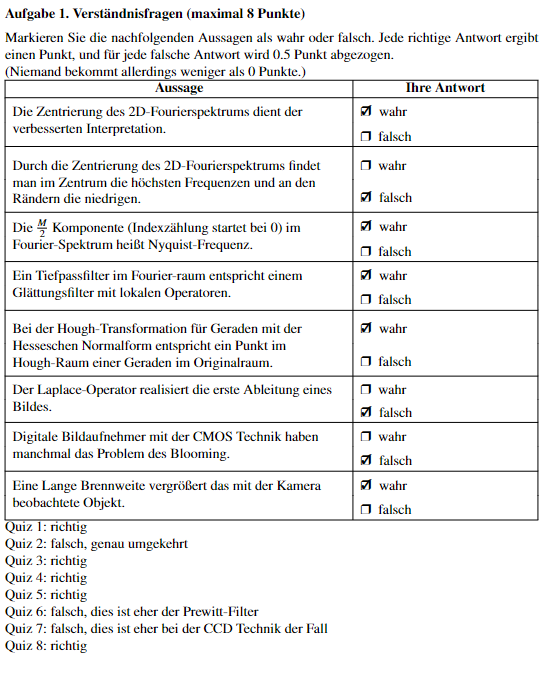 Aufgabe 1. Verständnisfragen (maximal 8 Punkte)
Markieren Sie die nachfolgenden Aussagen als wahr oder falsch. Jede richtige Antwort ergibt
einen Punkt, und für jede falsche Antwort wird 0.5 Punkt abgezogen.
(Niemand bekommt allerdings weniger als 0 Punkte.)
Aussage Ihre Antwort
Die Zentrierung des 2D-Fourierspektrums dient der
verbesserten Interpretation.
☑ wahr
☐ falsch
Durch die Zentrierung des 2D-Fourierspektrums findet
man im Zentrum die höchsten Frequenzen und an den
Rändern die niedrigen.
☐ wahr
☑ falsch
Die M/2 Komponente (Indexzählung startet bei 0) im
Fourier-Spektrum heißt Nyquist-Frequenz.
☑ wahr
☐ falsch
Ein Tiefpassfilter im Fourier-raum entspricht einem
Glättungsfilter mit lokalen Operatoren.
☑ wahr
☐ falsch
Bei der Hough-Transformation für Geraden mit der
Hesseschen Normalform entspricht ein Punkt im
Hough-Raum einer Geraden im Originalraum.
☑ wahr
☐ falsch
Der Laplace-Operator realisiert die erste Ableitung eines
Bildes.
☐ wahr
☑ falsch
Digitale Bildaufnehmer mit der CMOS Technik haben
manchmal das Problem des Blooming.
☐ wahr
☑ falsch
Eine Lange Brennweite vergrößert das mit der Kamera
beobachtete Objekt.
☑ wahr
☐ falsch
Quiz 1: richtig
Quiz 2: falsch, genau umgekehrt
Quiz 3: richtig
Quiz 4: richtig
Quiz 5: richtig
Quiz 6: falsch, dies ist eher der Prewitt-Filter
Quiz 7: falsch, dies ist eher bei der CCD Technik der Fall
Quiz 8: richtig